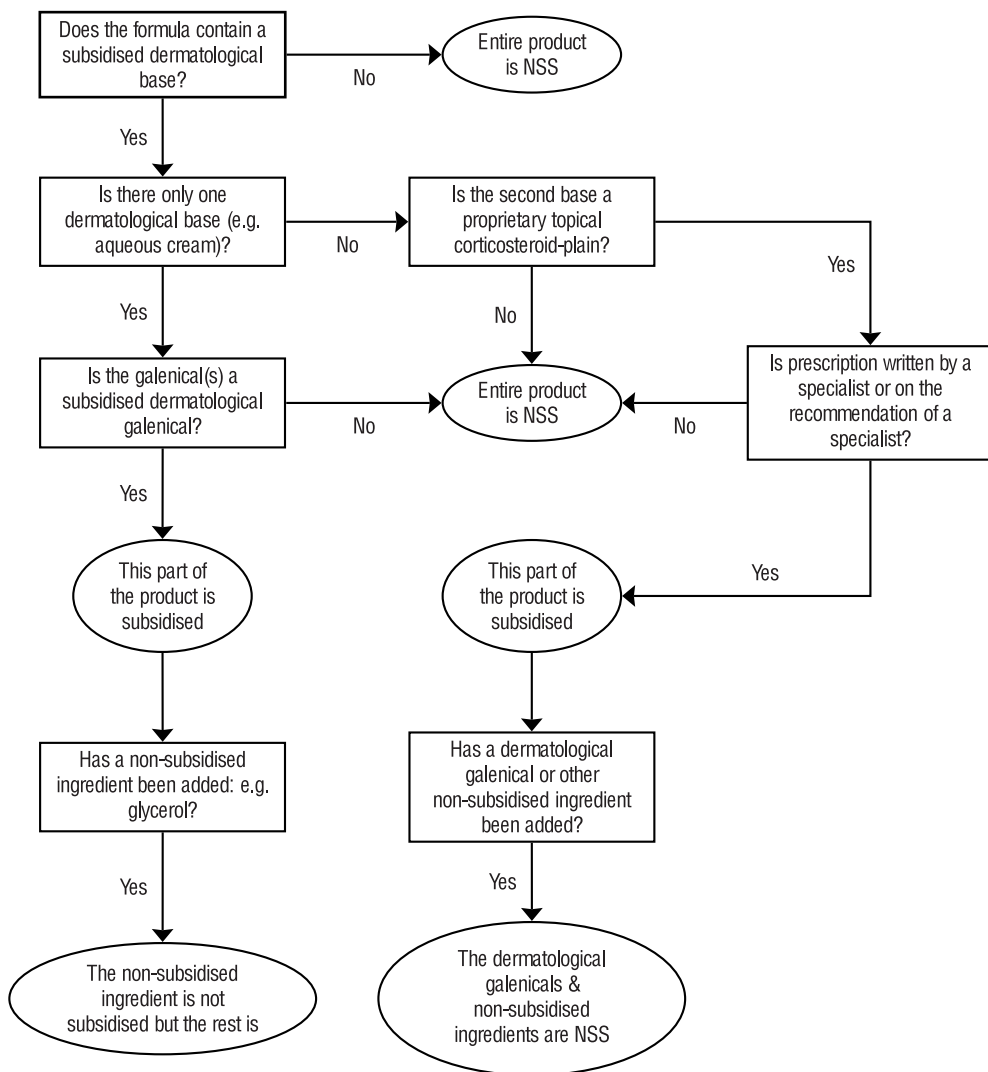 Does the formula contain a
subsidised dermatological
base?
No
Entire product
is NSS
Yes
Is there only one
dermatological base (e.g.
aqueous cream)?
No
Is the second base a
proprietary topical
corticosteroid-plain?
Yes
Yes
No
Is the galenical(s) a
subsidised dermatological
galenical?
No
Entire product
is NSS
No
Is prescription written by a
specialist or on the
recommendation of a
specialist?
Yes
Yes
This part of
the product is
subsidised
This part of
the product is
subsidised
Has a non-subsidised
ingredient been added: e.g.
glycerol?
Has a dermatological
galenical or other
non-subsidised ingredient
been added?
Yes
Yes
The non-subsidised
ingredient is not
subsidised but the rest is
The dermatological
galenicals &
non-subsidised
ingredients are NSS